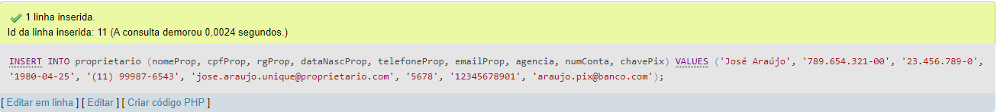 1 linha inserida.
Id da linha inserida: 11 (A consulta demorou 0,0024 segundos.)
INSERT INTO proprietario (nomeProp, cpfProp, rgProp, dataNascProp, telefoneProp, emailProp, agencia, numConta, chavePix) VALUES ('José Araújo', '789.654.321-00', '23.456.789-0',
'1980-04-25', '(11) 99987-6543', 'jose.araujo.unique@proprietario.com', '5678', '12345678901', 'araujo.pix@banco.com');
[ Editar em linha ] [ Editar ] [ Criar código PHP ]